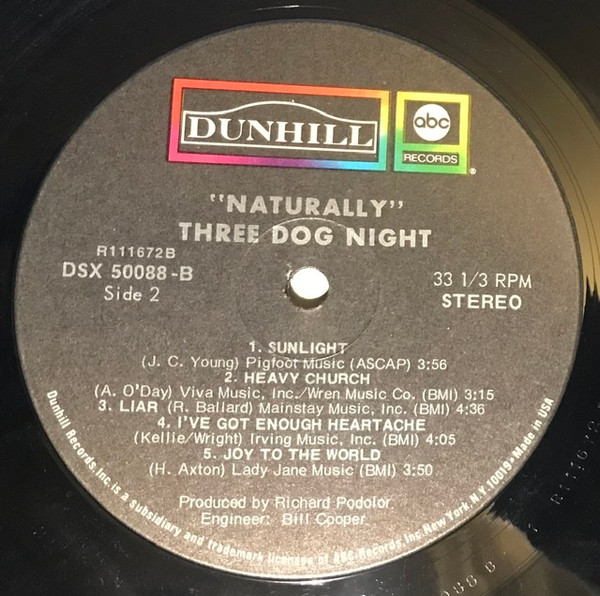 DUNHILL
abc
RECORDS
®
"NATURALLY"
THREE DOG NIGHT
R111672B
DSX 50088-B
Side 2
33 1/3 RPM
STEREO
1. SUNLIGHT
(J. C. Young) Pigfoot Music (ASCAP) 3:56
2. HEAVY CHURCH
(A. O'Day) Viva Music, Inc./Wren Music Co. (BMI) 3:15
3. LIAR (R. Ballard) Mainstay Music, Inc. (BMI) 4:36
4. I'VE GOT ENOUGH HEARTACHE
(Kellie/Wright) Irving Music, Inc. (BMI) 4:05
5. JOY TO THE WORLD
(H. Axton) Lady Jane Music (BMI) 3:50
Produced by Richard Podolor
Engineer: Bill Cooper
Dunhill Records, Inc. is a subsidiary and trademark licensee of ABC Records, Inc. New York, N.Y. 10019 • Made in USA